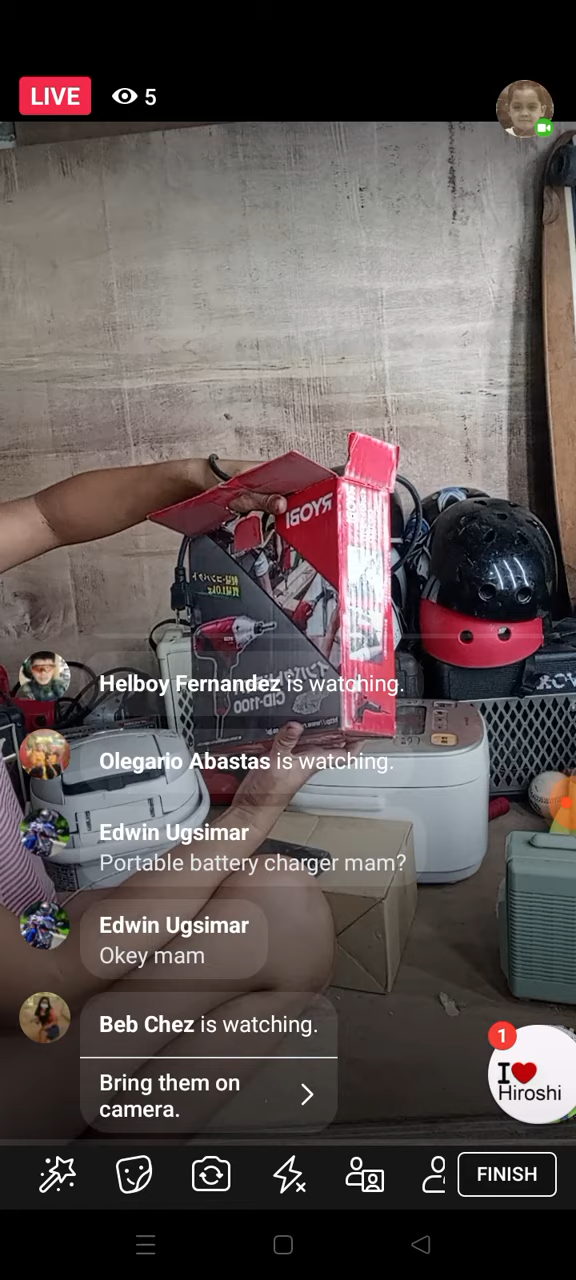 LIVE
5
RYOBI
CID-1100
Helboy Fernandez is watching.
Olegario Abastas is watching.
Edwin Ugsimar
Portable battery charger mam?
Edwin Ugsimar
Okey mam
Beb Chez is watching.
Bring them on
camera.
1
I
Hiroshi
FINISH